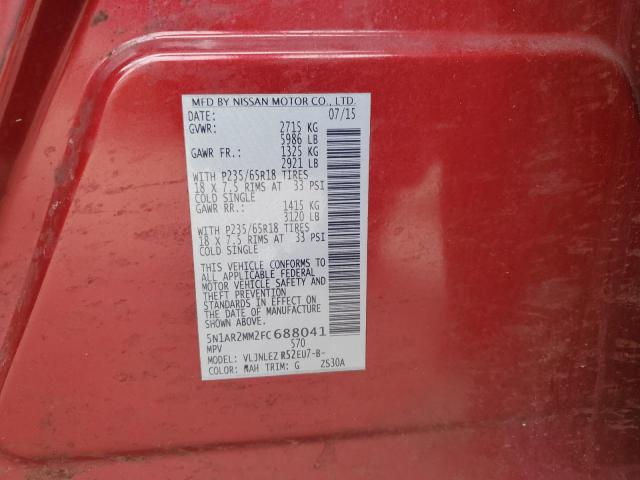 MFD BY NISSAN MOTOR CO., LTD.
DATE: 07/15
GVWR: 2715 KG
5986 LB
GAWR FR.: 1325 KG
2921 LB
WITH P235/65R18 TIRES
18 X 7.5 RIMS AT 33 PSI
COLD SINGLE
GAWR RR.: 1415 KG
3120 LB
WITH P235/65R18 TIRES
18 X 7.5 RIMS AT 33 PSI
COLD SINGLE
THIS VEHICLE CONFORMS TO
ALL APPLICABLE FEDERAL
MOTOR VEHICLE SAFETY AND
THEFT PREVENTION
STANDARDS IN EFFECT ON
THE DATE OF MANUFACTURE
SHOWN ABOVE.
5N1AR2MM2FC688041
MPV 570
MODEL: VLJNLEZ R52EU7-B-
COLOR: NAH TRIM: G ZS30A